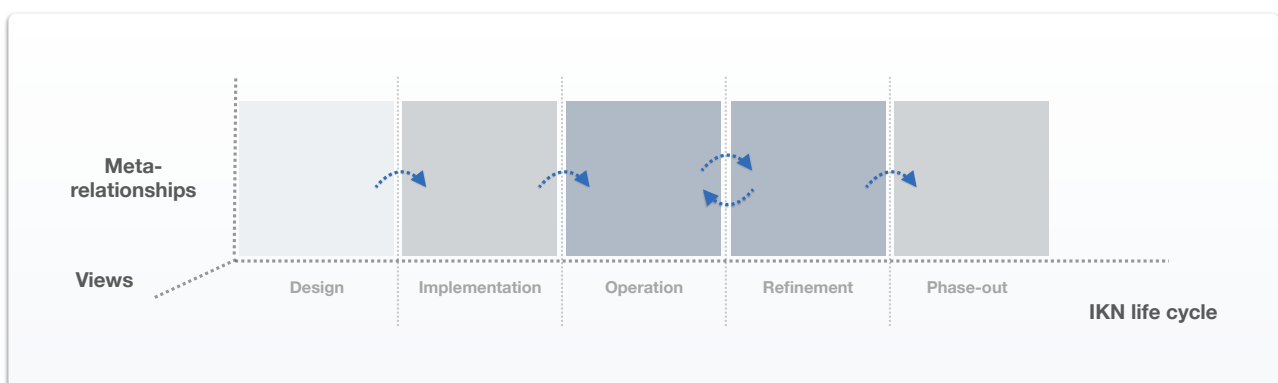 Meta-
relationships
Views
Design
Implementation
Operation
Refinement
Phase-out
IKN life cycle